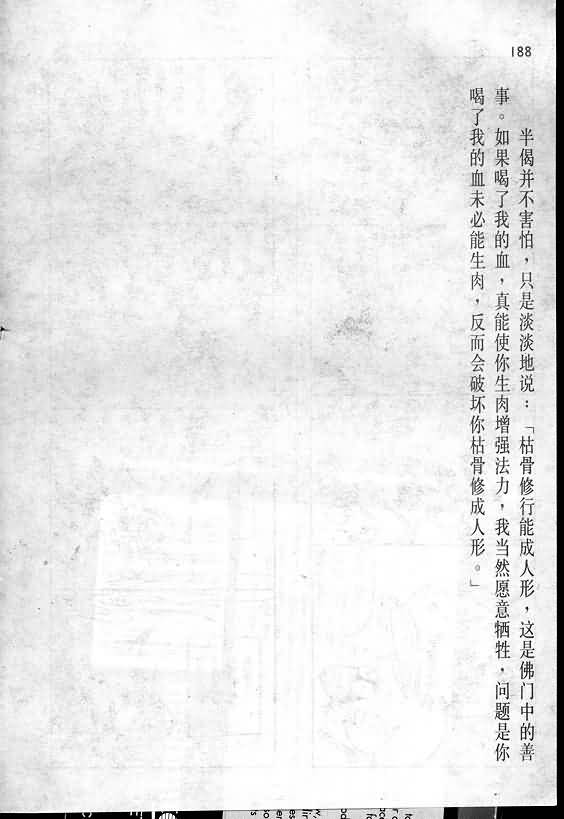 188
半偈并不害怕，只是淡淡地说：「枯骨修行能成人形，这是佛门中的善
事。如果喝了我的血，真能使你生肉增强法力，我当然愿意牺牲，问题是你
喝了我的血未必能生肉，反而会破坏你枯骨修成人形。」